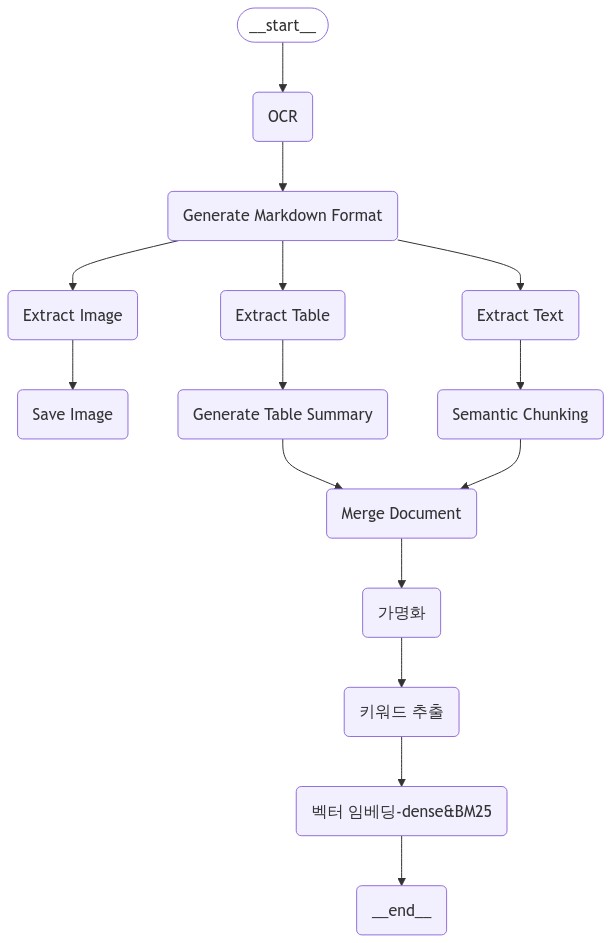 __start__
OCR
Generate Markdown Format
Extract Image
Extract Table
Extract Text
Save Image
Generate Table Summary
Semantic Chunking
Merge Document
가명화
키워드 추출
벡터 임베딩-dense&BM25
__end__